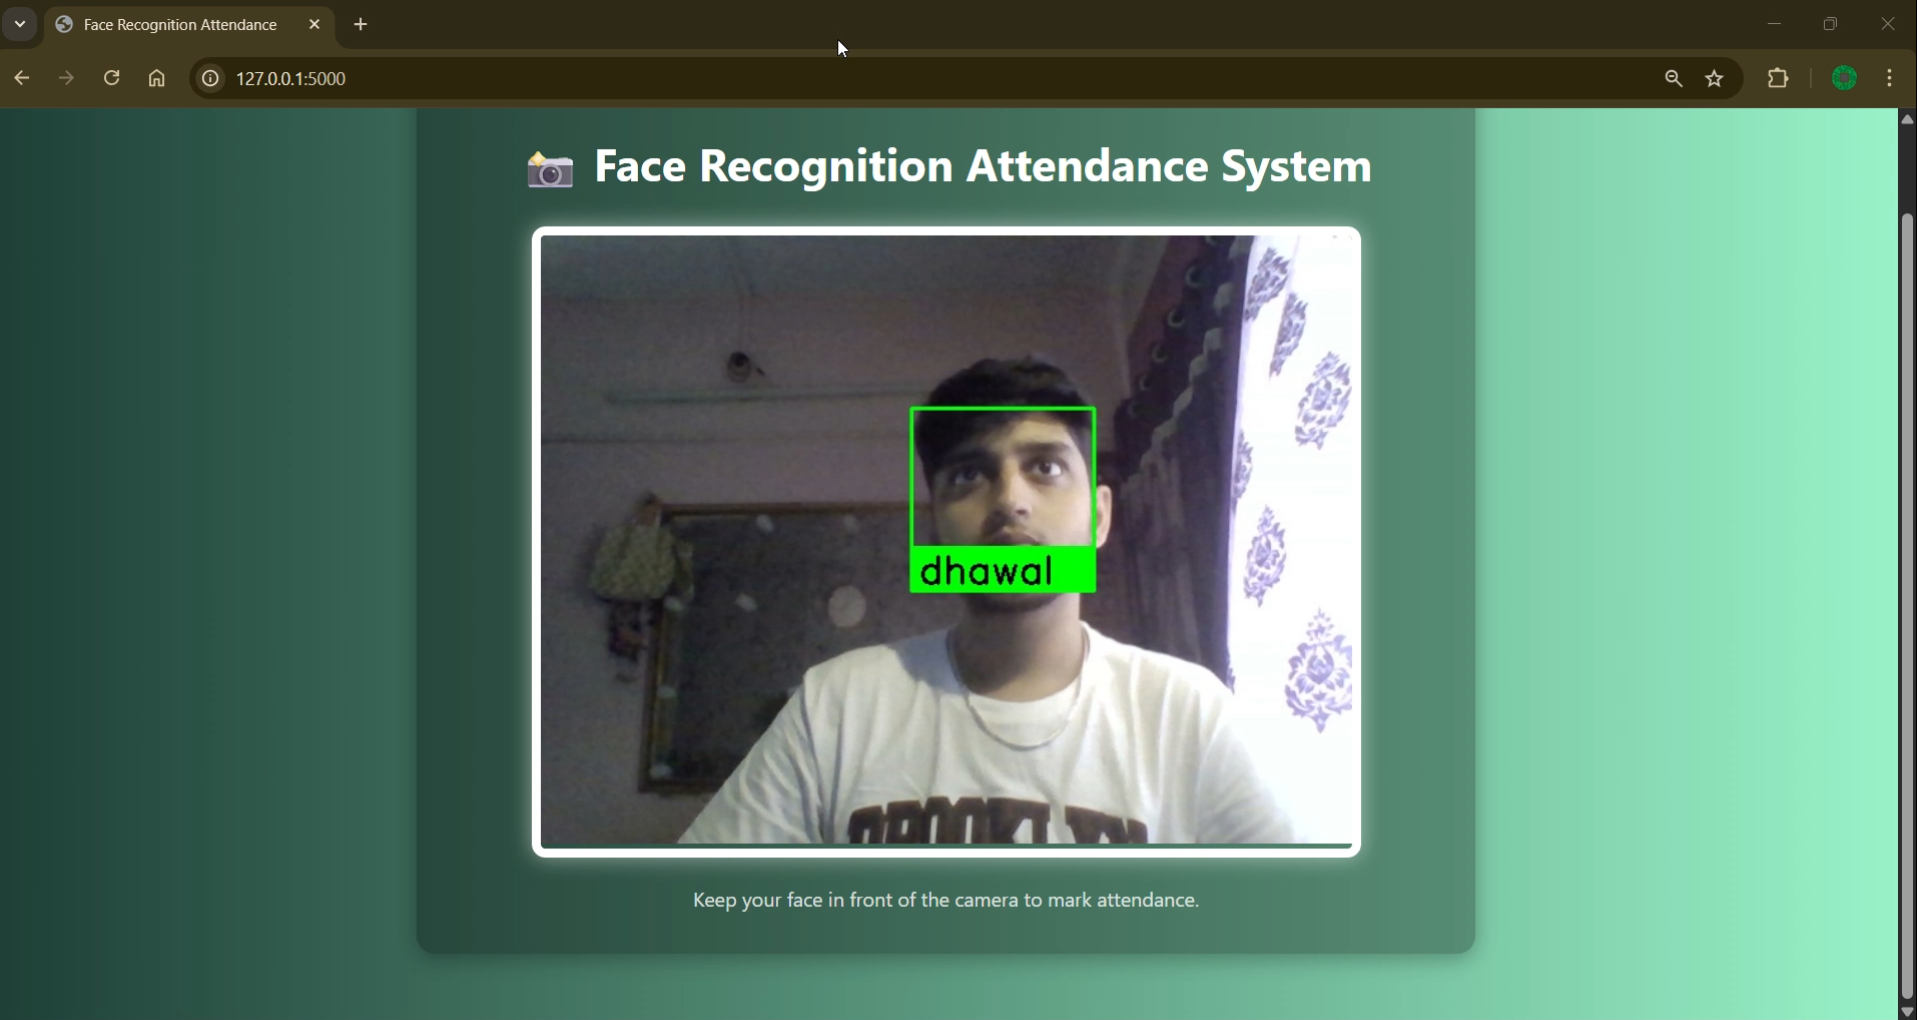 Face Recognition Attendance
127.0.0.1:5000
Face Recognition Attendance System
dhawal
BROOKLYN
Keep your face in front of the camera to mark attendance.